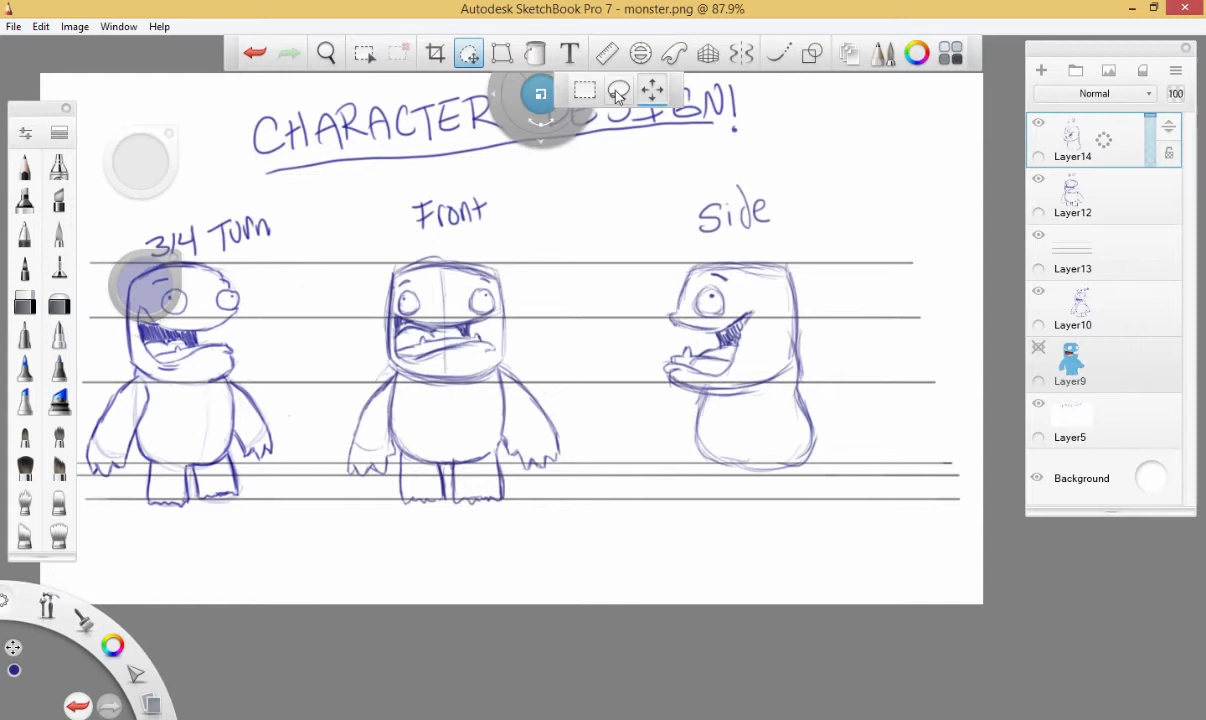 Autodesk SketchBook Pro 7 - monster.png @ 87.9%
File Edit Image Window Help
T
Normal 100
CHARACTER DESIGN!
3/4 Turn
Front
Side
Layer14
Layer12
Layer13
Layer10
Layer9
Layer5
Background